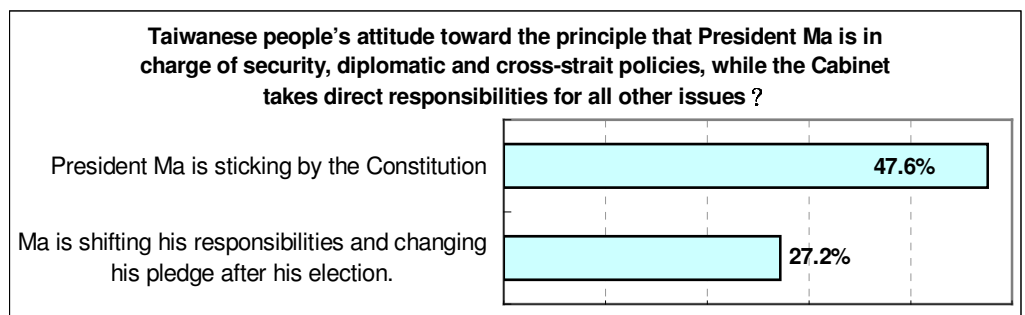 Taiwanese people's attitude toward the principle that President Ma is in
charge of security, diplomatic and cross-strait policies, while the Cabinet
takes direct responsibilities for all other issues？
President Ma is sticking by the Constitution
47.6%
Ma is shifting his responsibilities and changing
his pledge after his election.
27.2%